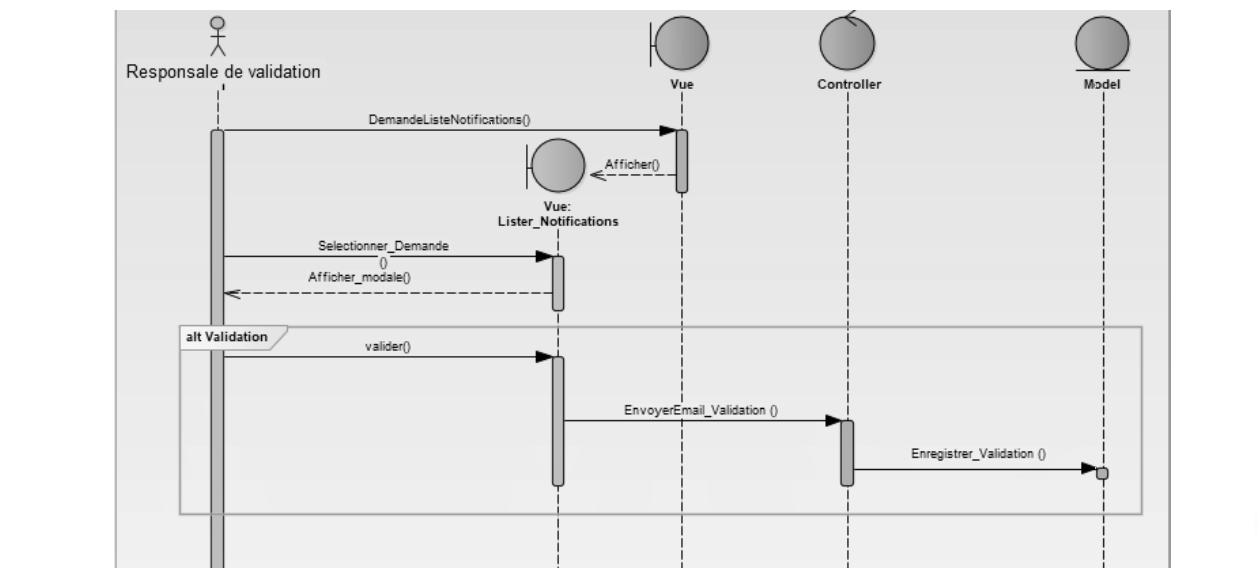 Responsale de validation
Vue
Controller
Model
DemandeListeNotifications()
Afficher()
Vue:
Lister_Notifications
Selectionner_Demande
()
Afficher_modale()
alt Validation
valider()
EnvoyerEmail_Validation ()
Enregistrer_Validation ()